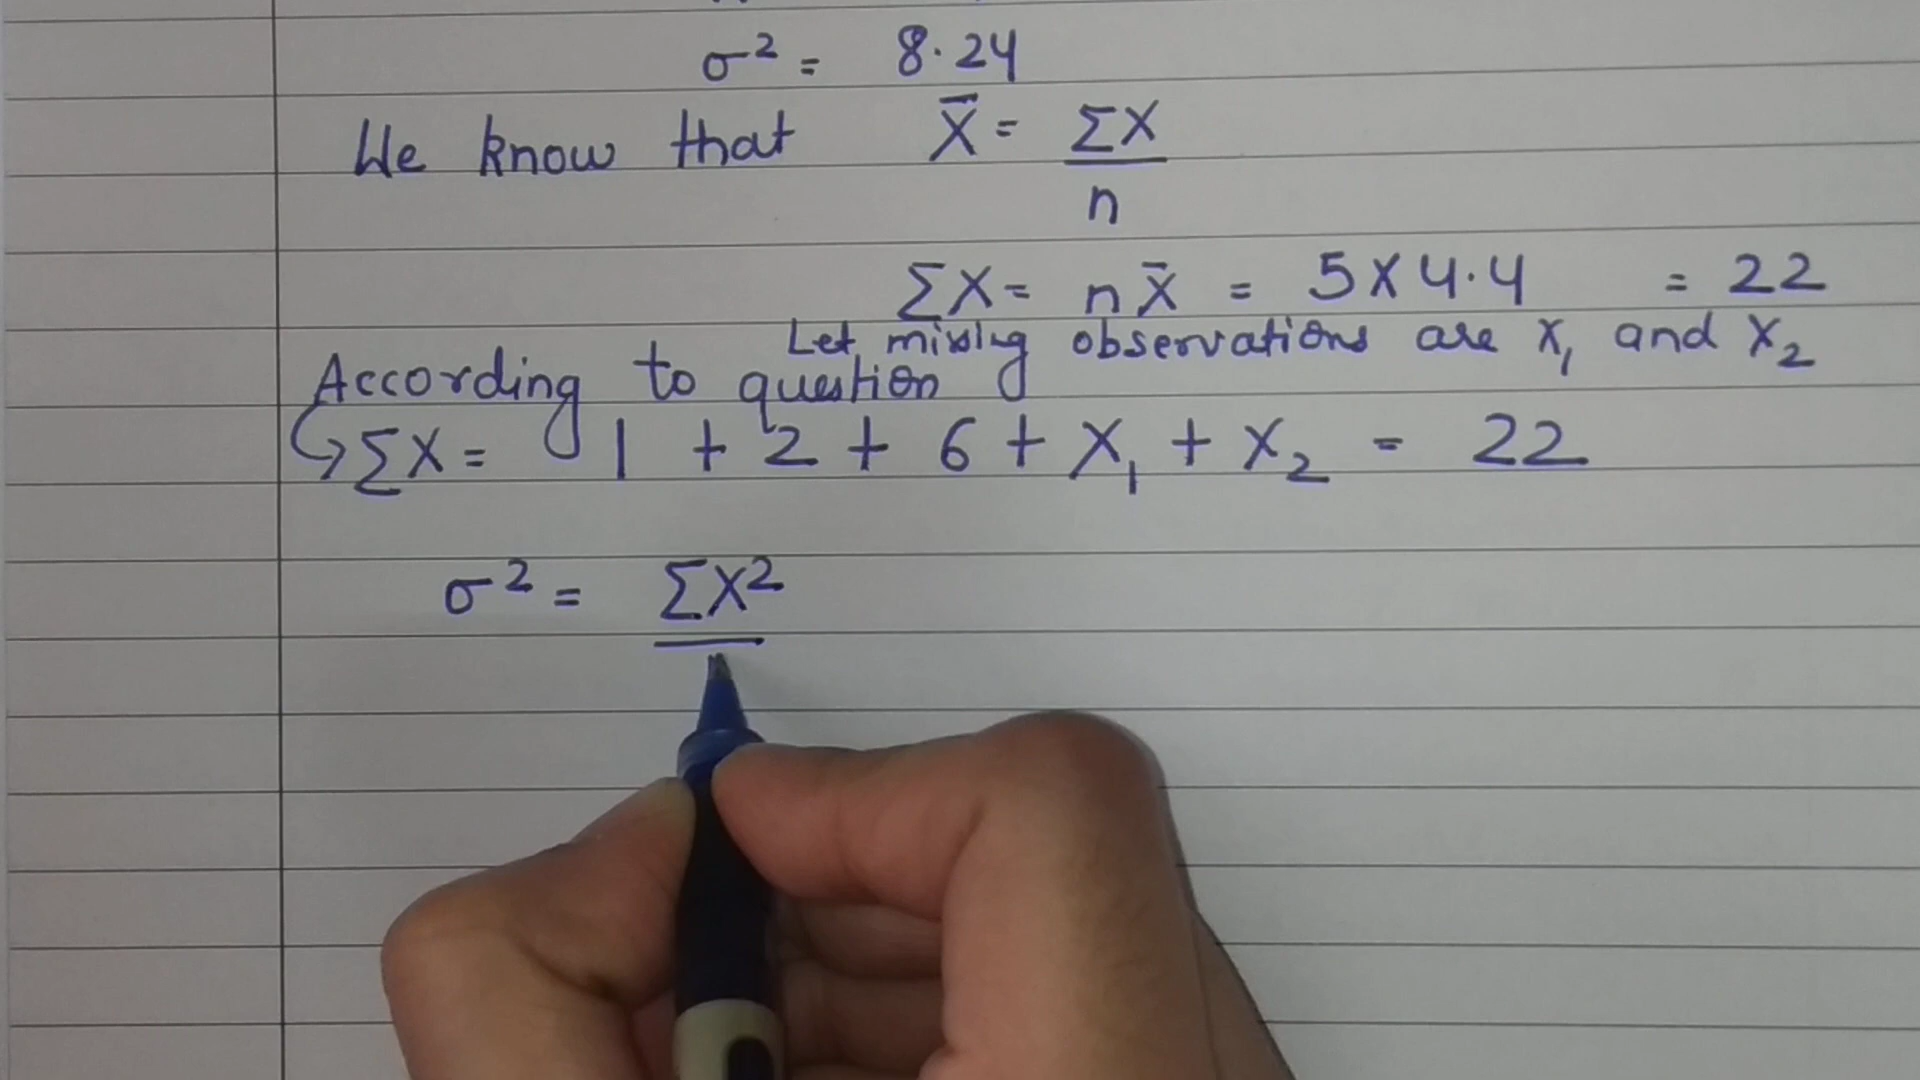 σ² = 8.24
We know that X̄ = ΣX
n
ΣX = nX̄ = 5 X 4.4 = 22
Let missing observations are X₁ and X₂
According to question
ΣX = 1 + 2 + 6 + X₁ + X₂ = 22
σ² = ΣX²